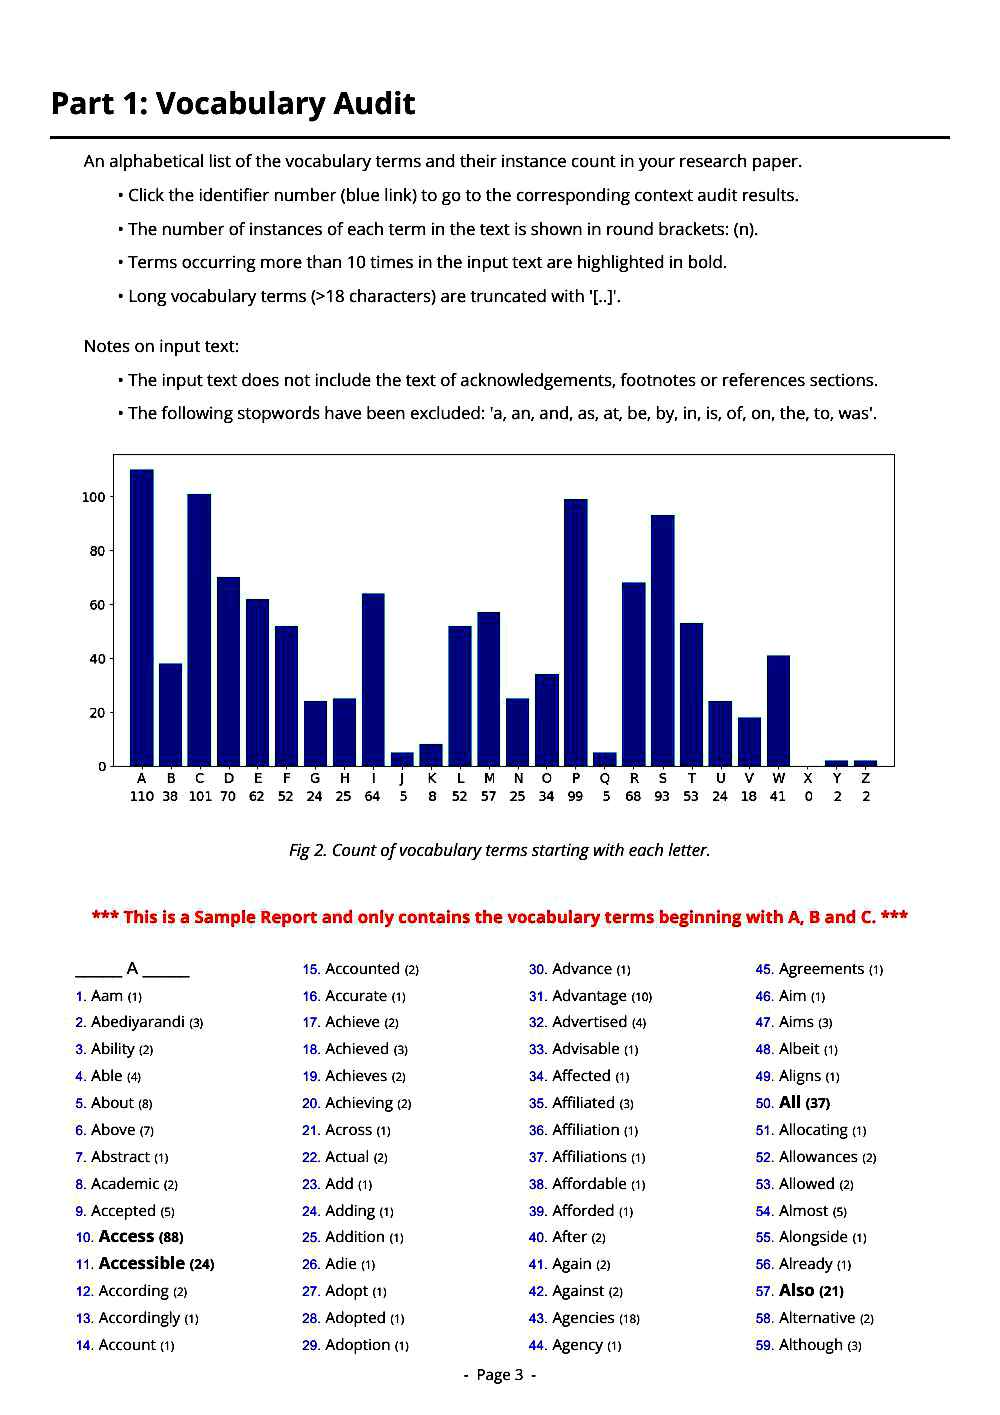 Part 1: Vocabulary Audit
An alphabetical list of the vocabulary terms and their instance count in your research paper.
• Click the identifier number (blue link) to go to the corresponding context audit results.
• The number of instances of each term in the text is shown in round brackets: (n).
• Terms occurring more than 10 times in the input text are highlighted in bold.
• Long vocabulary terms (>18 characters) are truncated with '[..]'.
Notes on input text:
• The input text does not include the text of acknowledgements, footnotes or references sections.
• The following stopwords have been excluded: 'a, an, and, as, at, be, by, in, is, of, on, the, to, was'.
100
80
60
40
20
0
A B C D E F G H I J K L M N O P Q R S T U V W X Y Z
110 38 101 70 62 52 24 25 64 5 8 52 57 25 34 99 5 68 93 53 24 18 41 0 2 2
Fig 2. Count of vocabulary terms starting with each letter.
*** This is a Sample Report and only contains the vocabulary terms beginning with A, B and C. ***
______ A ______
1. Aam (1)
2. Abediyarandi (3)
3. Ability (2)
4. Able (4)
5. About (8)
6. Above (7)
7. Abstract (1)
8. Academic (2)
9. Accepted (5)
10. Access (88)
11. Accessible (24)
12. According (2)
13. Accordingly (1)
14. Account (1)
15. Accounted (2)
16. Accurate (1)
17. Achieve (2)
18. Achieved (3)
19. Achieves (2)
20. Achieving (2)
21. Across (1)
22. Actual (2)
23. Add (1)
24. Adding (1)
25. Addition (1)
26. Adie (1)
27. Adopt (1)
28. Adopted (1)
29. Adoption (1)
30. Advance (1)
31. Advantage (10)
32. Advertised (4)
33. Advisable (1)
34. Affected (1)
35. Affiliated (3)
36. Affiliation (1)
37. Affiliations (1)
38. Affordable (1)
39. Afforded (1)
40. After (2)
41. Again (2)
42. Against (2)
43. Agencies (18)
44. Agency (1)
45. Agreements (1)
46. Aim (1)
47. Aims (3)
48. Albeit (1)
49. Aligns (1)
50. All (37)
51. Allocating (1)
52. Allowances (2)
53. Allowed (2)
54. Almost (5)
55. Alongside (1)
56. Already (1)
57. Also (21)
58. Alternative (2)
59. Although (3)
- Page 3 -